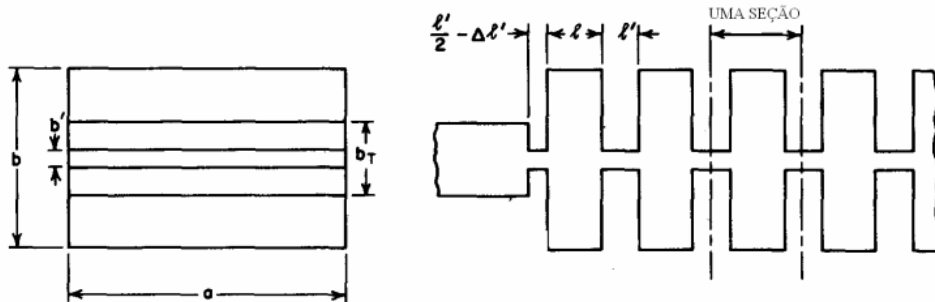 b
b'
b_T
a
ℓ'/2 - Δℓ'
ℓ
ℓ'
UMA SEÇÃO